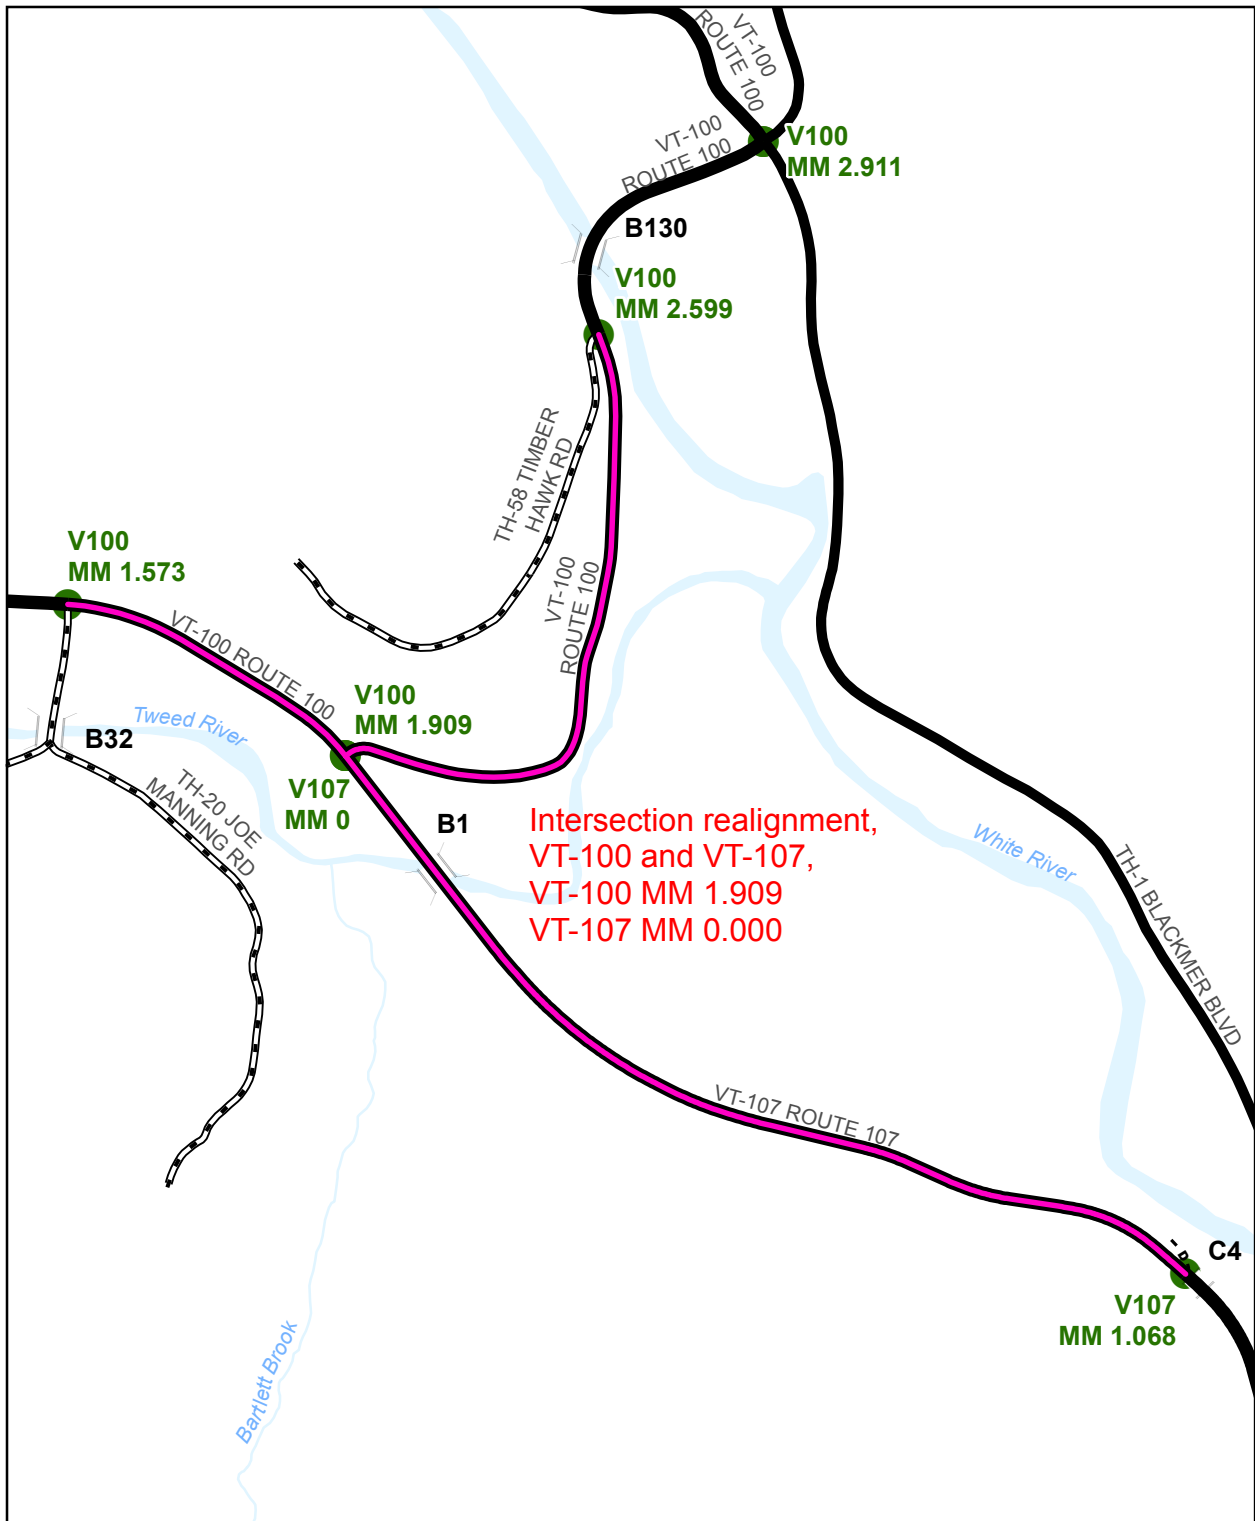 VT-100
ROUTE 100
VT-100
ROUTE 100
V100
MM 2.911
B130
V100
MM 2.599
TH-58 TIMBER
HAWK RD
VT-100
ROUTE 100
V100
MM 1.573
VT-100 ROUTE 100
V100
MM 1.909
Tweed River
B32
V107
MM 0
TH-20 JOE
MANNING RD
B1
Intersection realignment,
VT-100 and VT-107,
VT-100 MM 1.909
VT-107 MM 0.000
White River
TH-1 BLACKMER BLVD
VT-107 ROUTE 107
C4
V107
MM 1.068
Bartlett Brook